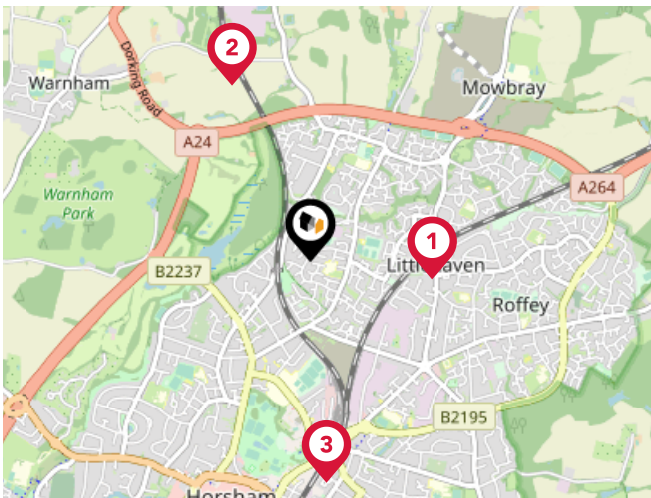 2
Warnham
Dorking Road
Mowbray
A24
A264
Warnham
Park
1
Littlehaven
B2237
Roffey
B2195
3
Horsham